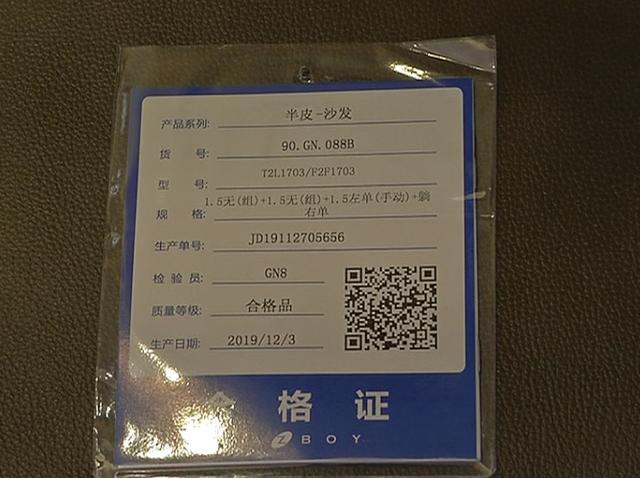 产品系列: 半皮-沙发
货 号: 90.GN.088B
型 号: T2L1703/F2F1703
规 格: 1.5无(组)+1.5无(组)+1.5左单(手动)+躺
右单
生产单号: JD19112705656
检 验 员: GN8
质量等级: 合格品
生产日期: 2019/12/3
合 格 证
Z BOY